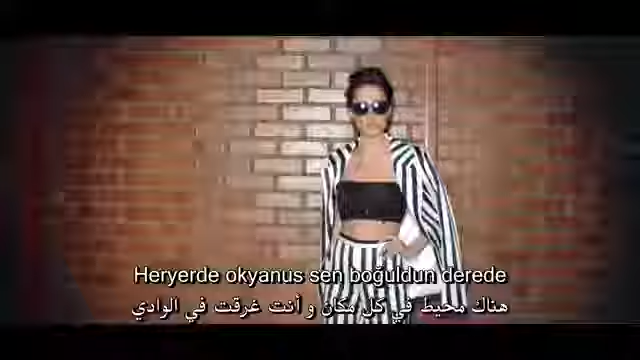 Heryerde okyanus sen boğuldun derede
هناك محيط في كل مكان و أنت غرقت في الوادي